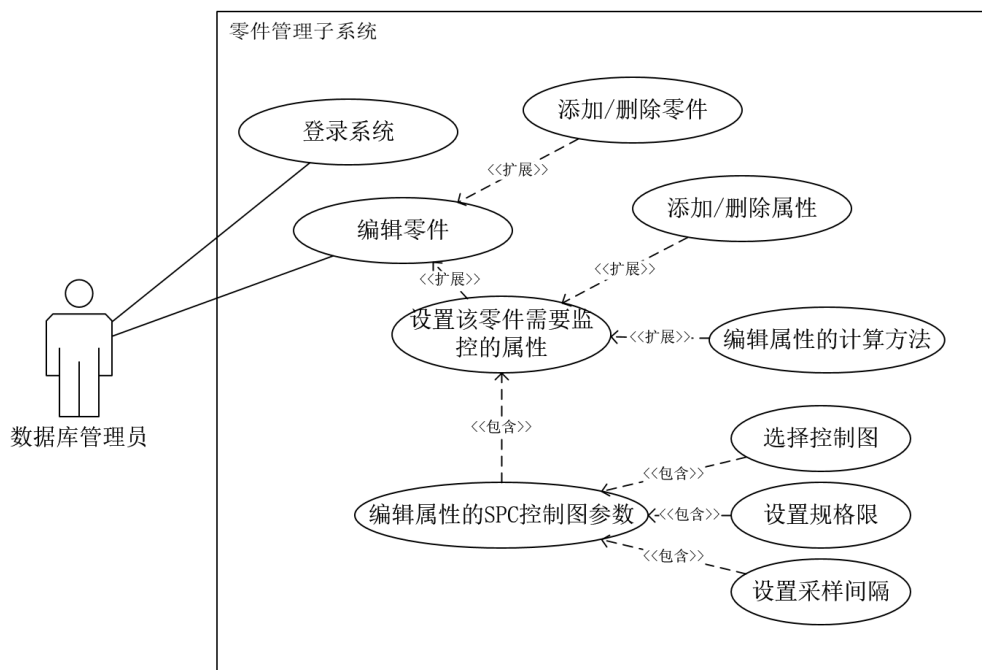 零件管理子系统
添加/删除零件
登录系统
<<扩展>>
添加/删除属性
编辑零件
<<扩展>>
<<扩展>>
设置该零件需要监
控的属性
<<扩展>>
编辑属性的计算方法
数据库管理员
<<包含>>
选择控制图
<<包含>>
编辑属性的SPC控制图参数
<<包含>>
设置规格限
<<包含>>
设置采样间隔